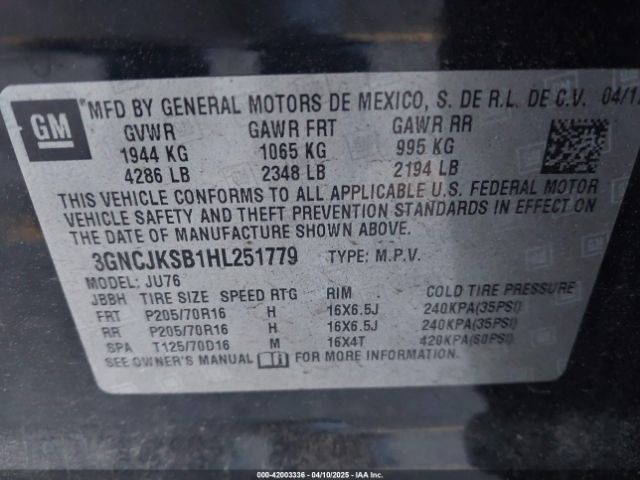 GM
MFD BY GENERAL MOTORS DE MEXICO, S. DE R.L. DE C.V. 04/1
GVWR GAWR FRT GAWR RR
1944 KG 1065 KG 995 KG
4286 LB 2348 LB 2194 LB
THIS VEHICLE CONFORMS TO ALL APPLICABLE U.S. FEDERAL MOTOR
VEHICLE SAFETY AND THEFT PREVENTION STANDARDS IN EFFECT ON
THE DATE OF MANUFACTURE SHOWN ABOVE.
3GNCJKSB1HL251779 TYPE: M.P.V.
MODEL: JU76
JBBH TIRE SIZE SPEED RTG RIM COLD TIRE PRESSURE
FRT P205/70R16 H 16X6.5J 240KPA(35PSI)
RR P205/70R16 H 16X6.5J 240KPA(35PSI)
SPA T125/70D16 M 16X4T 420KPA(60PSI)
SEE OWNER'S MANUAL FOR MORE INFORMATION.
000-42003336 - 04/10/2025 - IAA Inc.